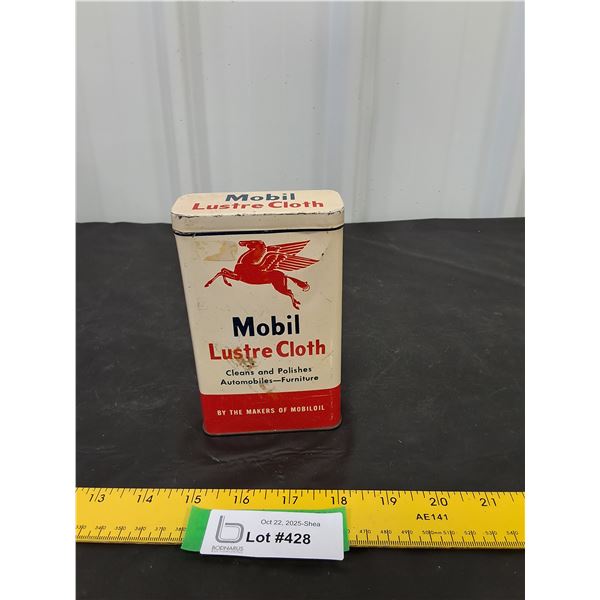 Mobil
Lustre Cloth
Mobil
Lustre Cloth
Cleans and Polishes
Automobiles—Furniture
BY THE MAKERS OF MOBILOIL
13 14 15 16 17 18 19 20 21
AE141
Oct 22, 2025-Shea
BODNARUS
Lot #428